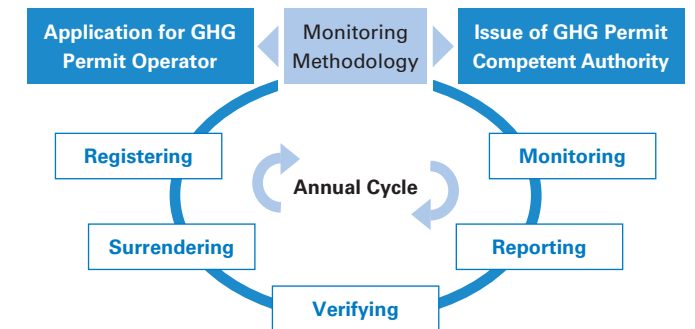 Application for GHG
Permit Operator
Monitoring
Methodology
Issue of GHG Permit
Competent Authority
Registering
Monitoring
Annual Cycle
Surrendering
Reporting
Verifying